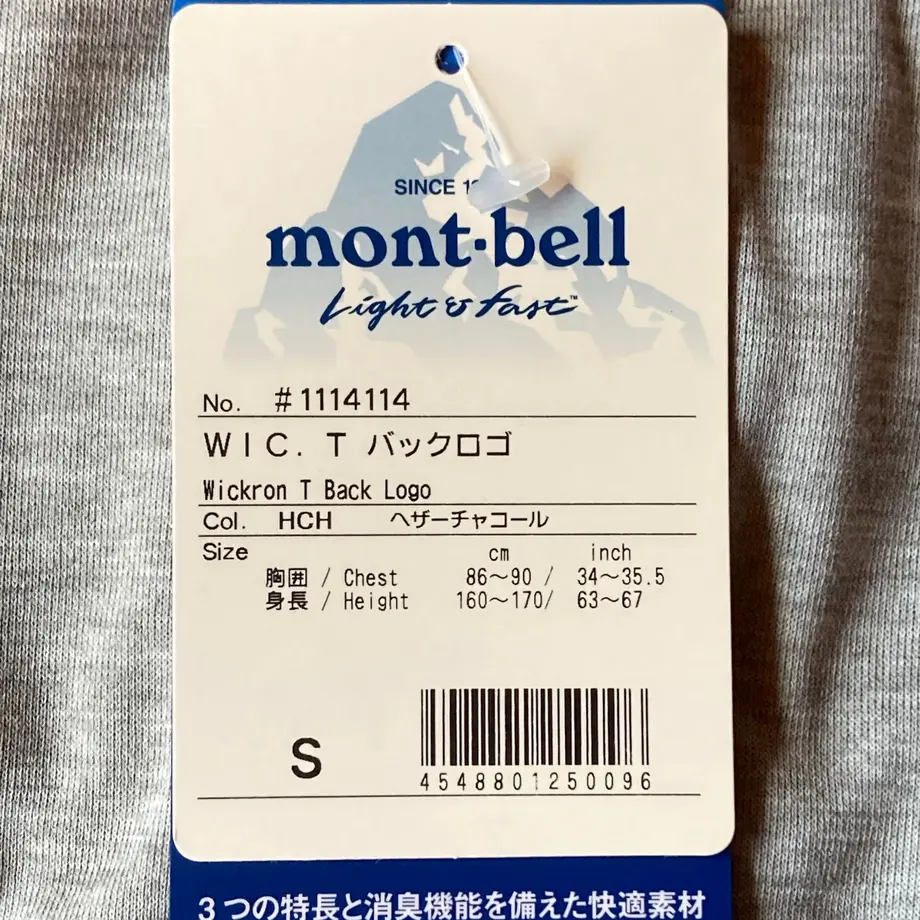 SINCE
mont·bell
Light & fast™
No. #1114114
WIC. T バックロゴ
Wickron T Back Logo
Col. HCH ヘザーチャコール
Size cm inch
胸囲 / Chest 86〜90 / 34〜35.5
身長 / Height 160〜170/ 63〜67
S
4548801250096
3つの特長と消臭機能を備えた快適素材